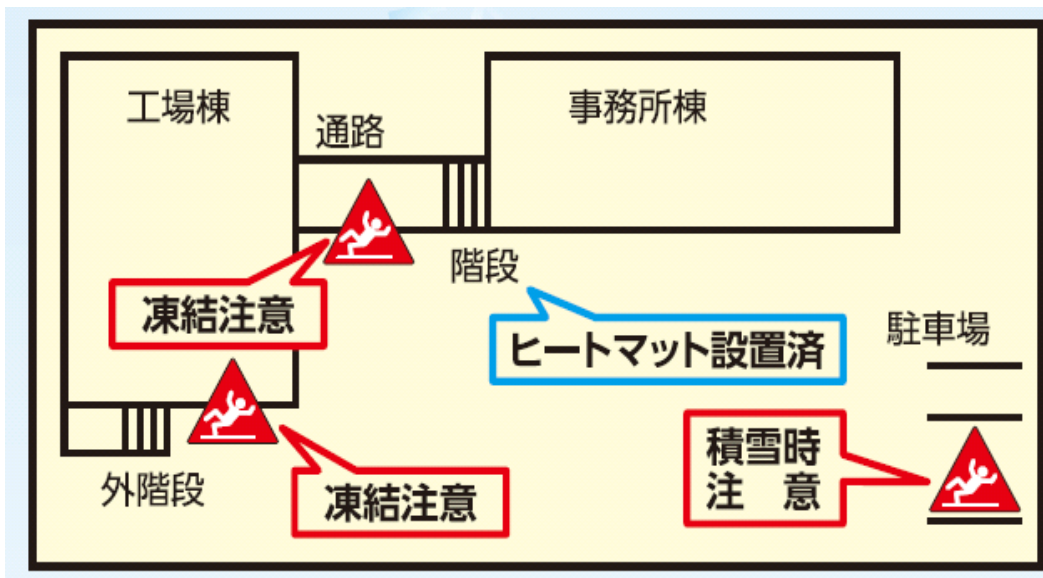 工場棟
通路
事務所棟
階段
凍結注意
ヒートマット設置済
駐車場
積雪時
注　意
外階段
凍結注意